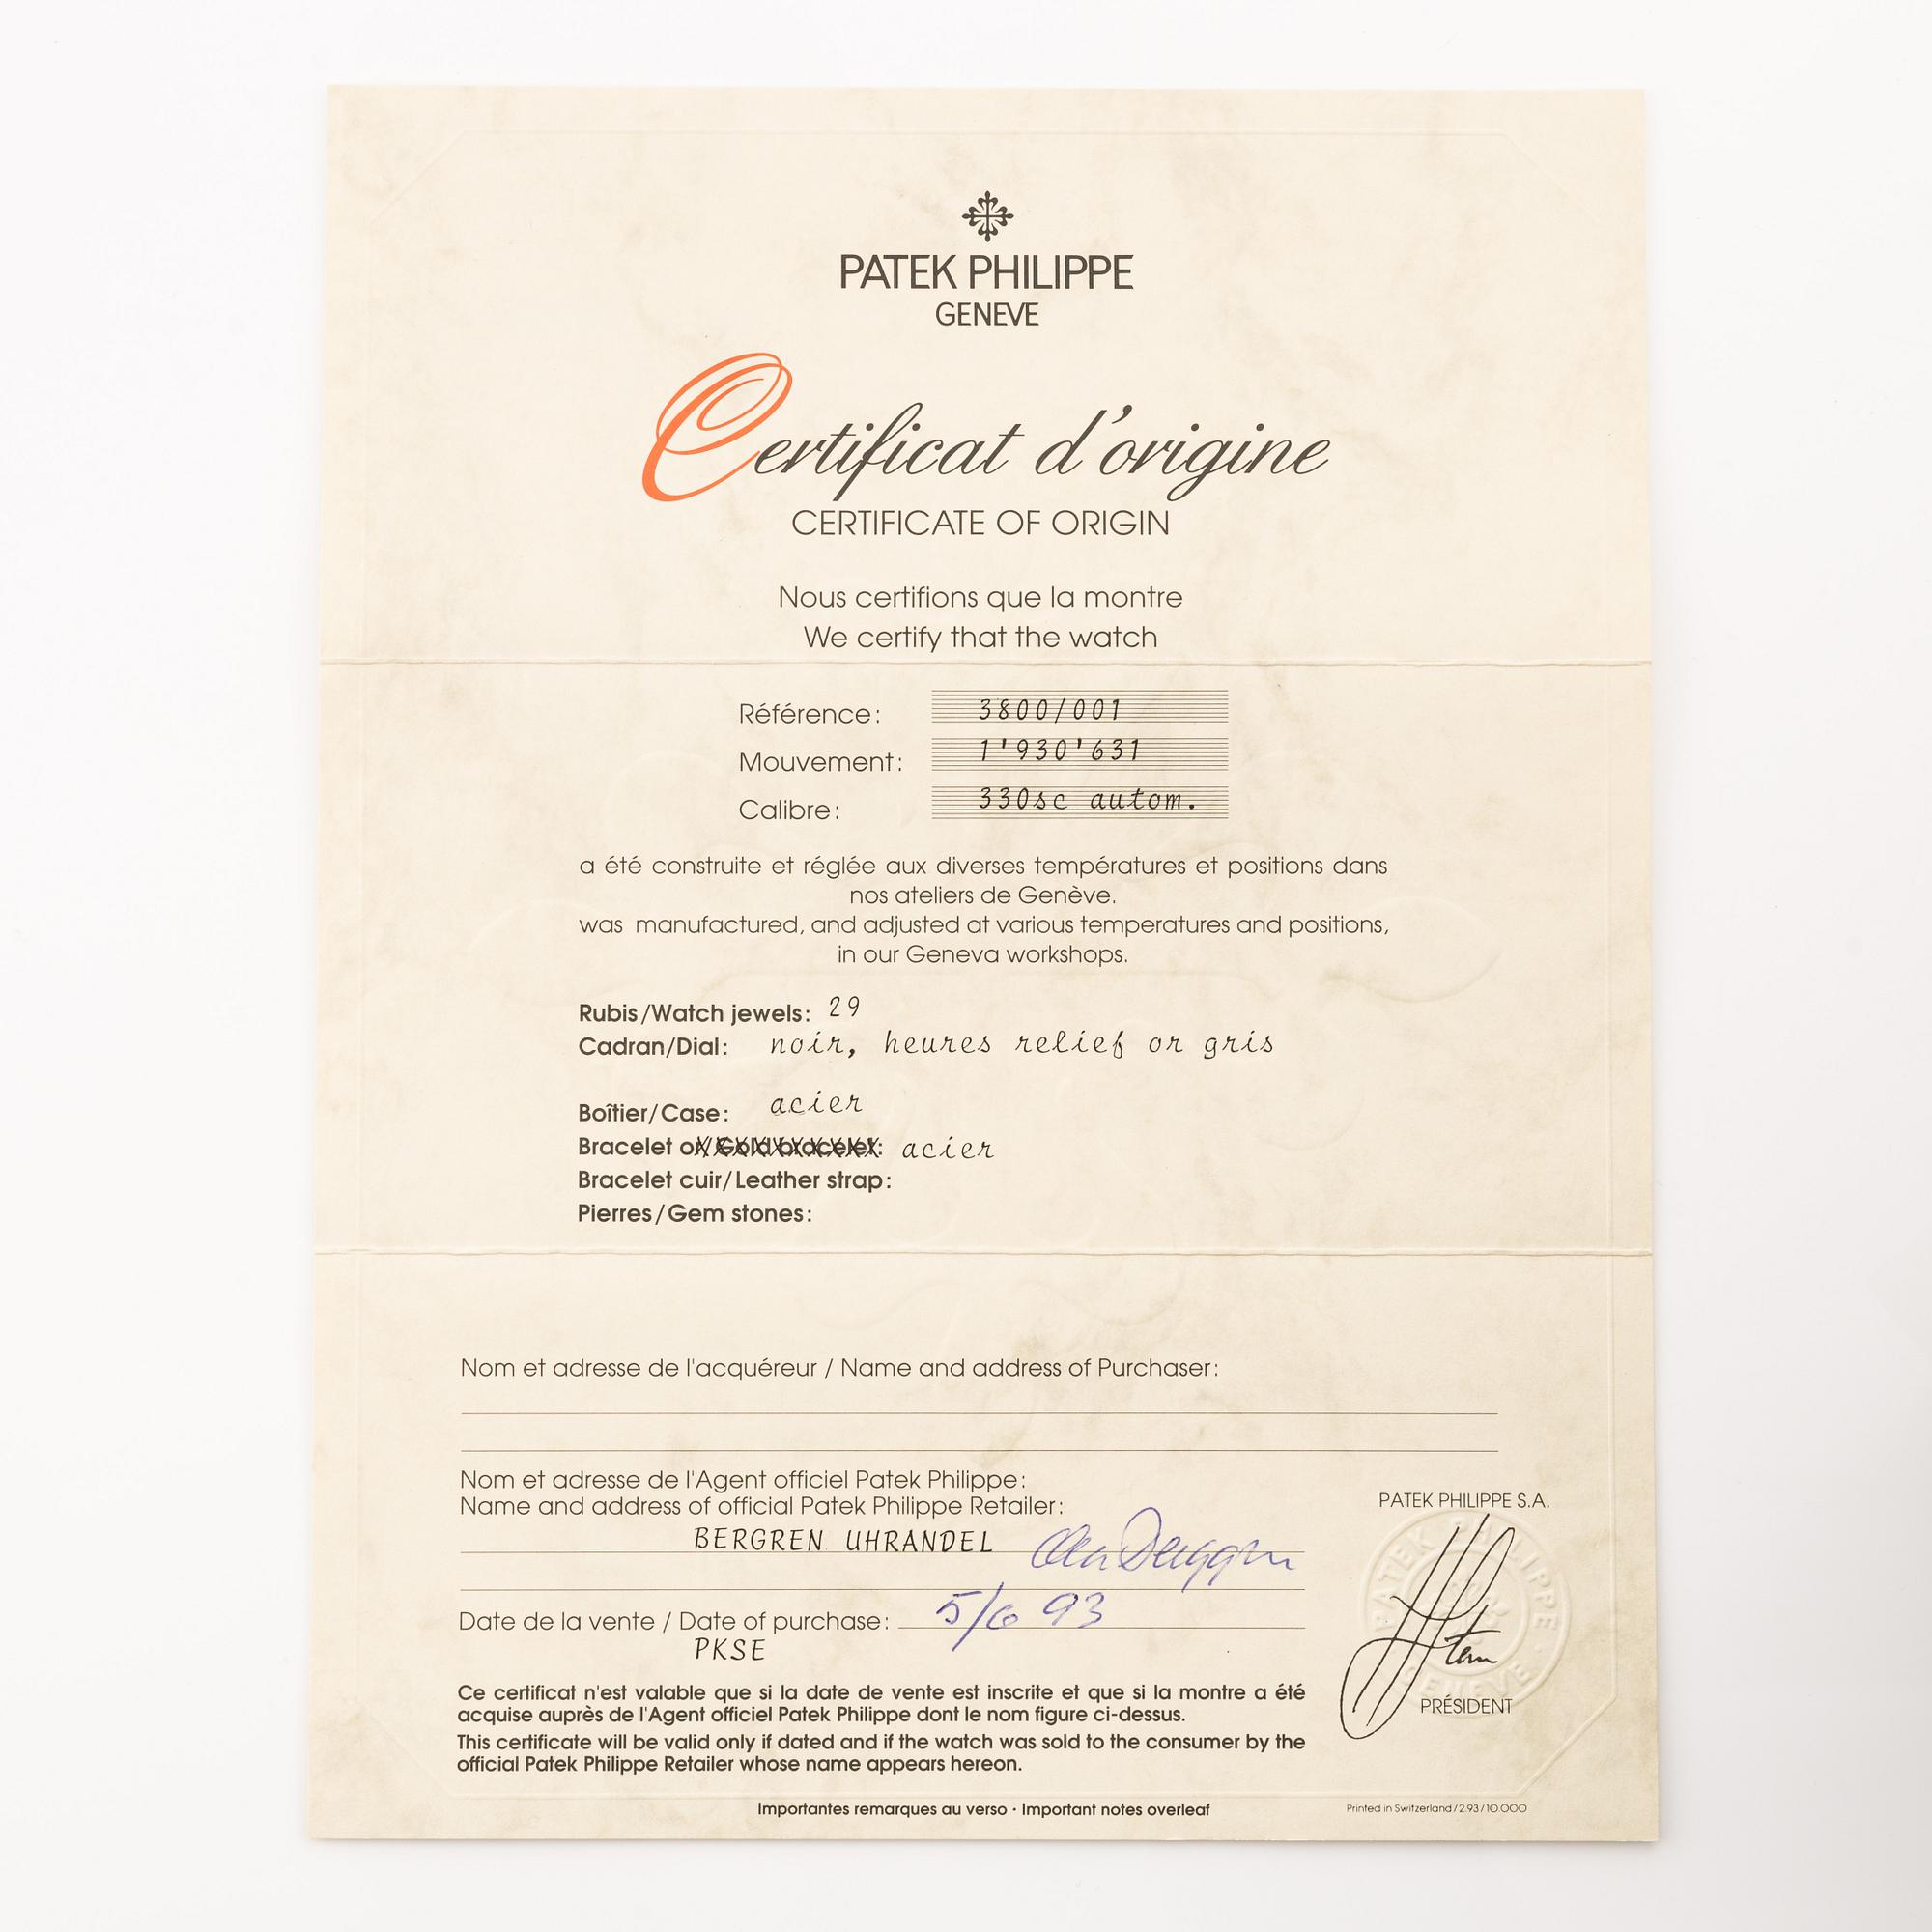 PATEK PHILIPPE
GENEVE
Certificat d'origine
CERTIFICATE OF ORIGIN
Nous certifions que la montre
We certify that the watch
Référence: 3800/001
Mouvement: 1'930'631
Calibre: 330sc autom.
a été construite et réglée aux diverses températures et positions dans
nos ateliers de Genève.
was manufactured, and adjusted at various temperatures and positions,
in our Geneva workshops.
Rubis/Watch jewels: 29
Cadran/Dial: noir, heures relief or gris
Boîtier/Case: acier
Bracelet or/Gold bracelet: acier
Bracelet cuir/Leather strap:
Pierres/Gem stones:
Nom et adresse de l'acquéreur / Name and address of Purchaser:
Nom et adresse de l'Agent officiel Patek Philippe:
Name and address of official Patek Philippe Retailer:
BERGREN UHRANDEL
Date de la vente / Date of purchase: 5/6 93
PKSE
Ce certificat n'est valable que si la date de vente est inscrite et que si la montre a été
acquise auprès de l'Agent officiel Patek Philippe dont le nom figure ci-dessus.
This certificate will be valid only if dated and if the watch was sold to the consumer by the
official Patek Philippe Retailer whose name appears hereon.
PATEK PHILIPPE S.A.
PATEK PHILIPPE GENÈVE
Stern
PRÉSIDENT
Importantes remarques au verso · Important notes overleaf
Printed in Switzerland/2.93/10.000